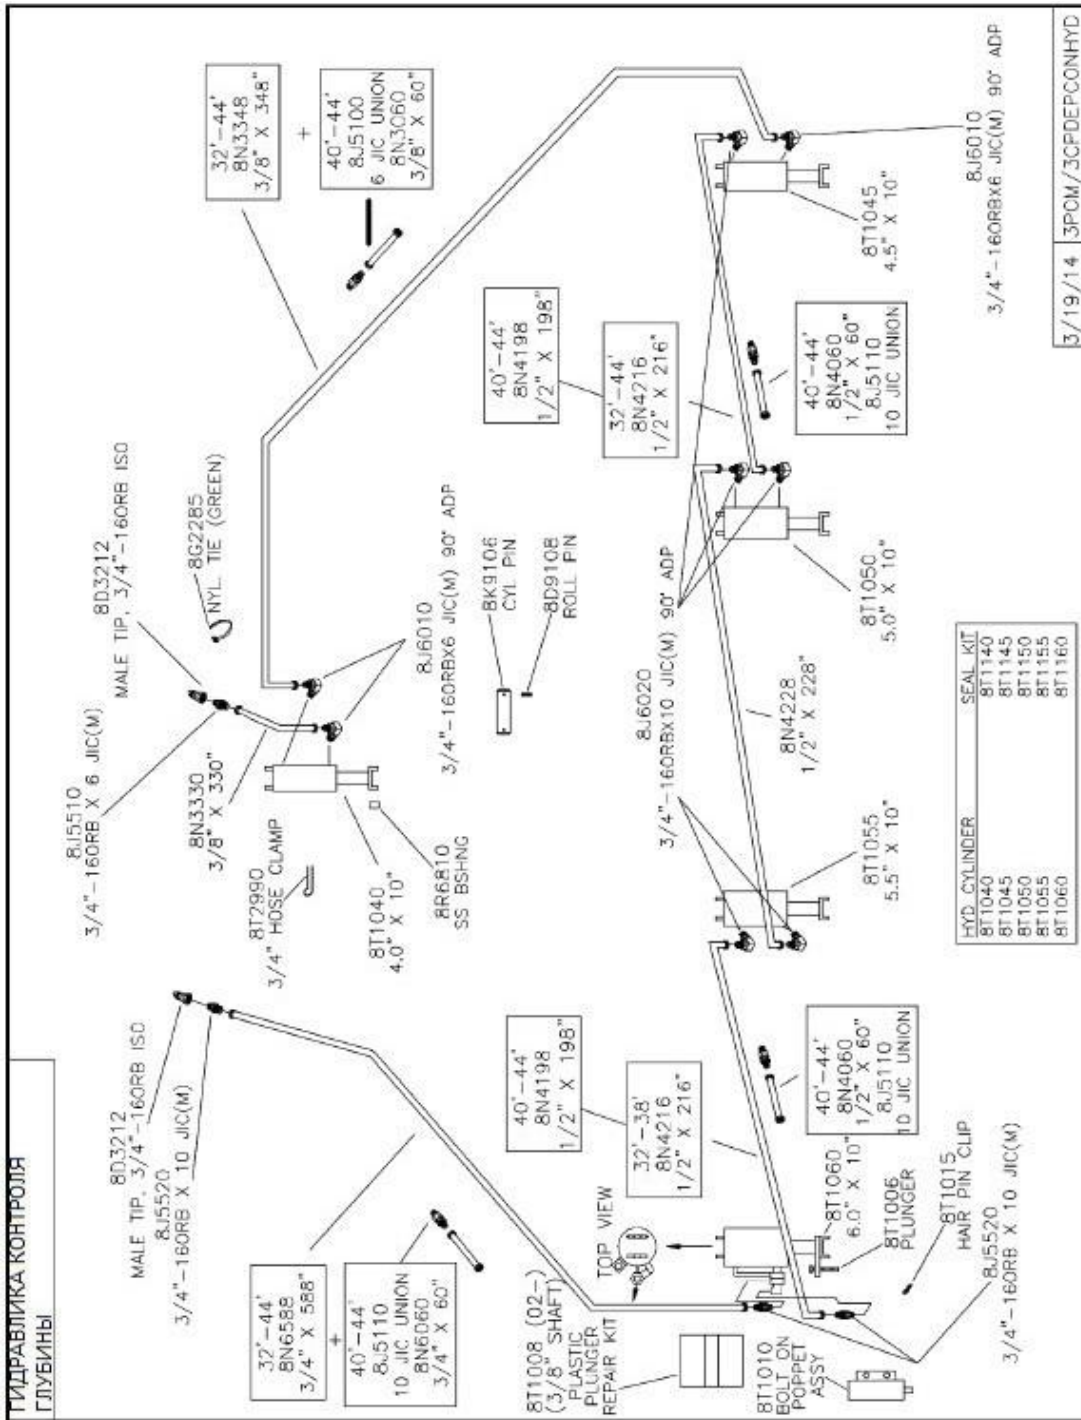 ГИДРАВЛИКА КОНТРОЛЯ
ГЛУБИНЫ
8D3212
MALE TIP, 3/4"-16ORB ISO
8J5520
3/4"-16ORB X 10 JIC(M)
32'-44'
8N6588
3/4" X 588"
+
40'-44'
8J5110
10 JIC UNION
8N6060
3/4" X 60"
8J5510
3/4"-16ORB X 6 JIC(M)
8D3212
MALE TIP, 3/4"-16ORB ISO
8G2285
NYL. TIE (GREEN)
8N3330
3/8" X 330"
8T2990
3/4" HOSE CLAMP
8T1040
4.0" X 10"
8R6810
SS BSHNG
8J6010
3/4"-16ORBX6 JIC(M) 90° ADP
8K9106
CYL PIN
8D9108
ROLL PIN
32'-44'
8N3348
3/8" X 348"
+
40'-44'
8J5100
6 JIC UNION
8N3060
3/8" X 60"
8T1008 (02-)
(3/8" SHAFT)
PLASTIC
PLUNGER
REPAIR KIT
TOP VIEW
40'-44'
8N4198
1/2" X 198"
32'-38'
8N4216
1/2" X 216"
8J6020
3/4"-16ORBX10 JIC(M) 90° ADP
40'-44'
8N4198
1/2" X 198"
32'-44'
8N4216
1/2" X 216"
8T1010
BOLT ON
POPPET
ASSY
8T1060
6.0" X 10"
8T1006
PLUNGER
8T1015
HAIR PIN CLIP
8J5520
3/4"-16ORB X 10 JIC(M)
40'-44'
8N4060
1/2" X 60"
8J5110
10 JIC UNION
8N4228
1/2" X 228"
8T1055
5.5" X 10"
8T1050
5.0" X 10"
40'-44'
8N4060
1/2" X 60"
8J5110
10 JIC UNION
8T1045
4.5" X 10"
8J6010
3/4"-16ORBX6 JIC(M) 90° ADP
HYD CYLINDER SEAL KIT
8T1040 8T1140
8T1045 8T1145
8T1050 8T1150
8T1055 8T1155
8T1060 8T1160
3/19/14 3PCM/3CPDEPCONHYD